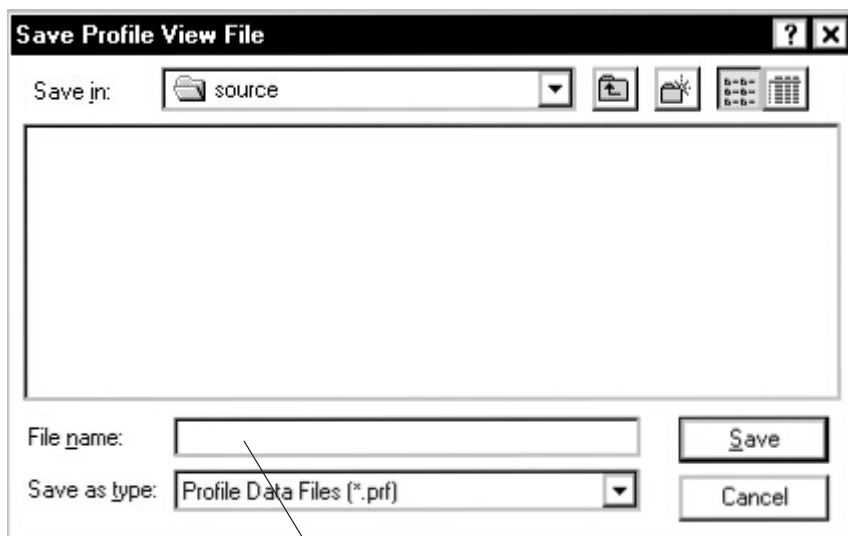 Save Profile View File
Save in: source
File name: Save
Save as type: Profile Data Files (*.prf) Cancel